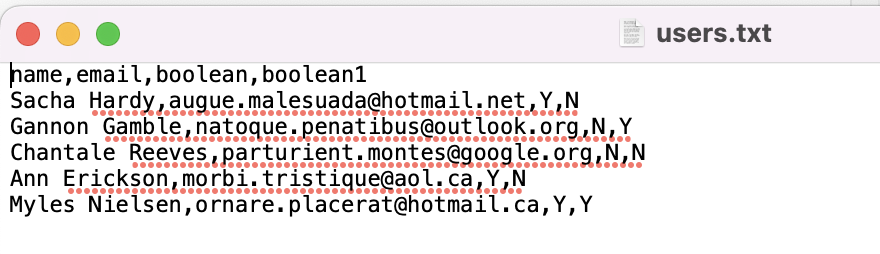 users.txt
name,email,boolean,boolean1
Sacha Hardy,augue.malesuada@hotmail.net,Y,N
Gannon Gamble,natoque.penatibus@outlook.org,N,Y
Chantale Reeves,parturient.montes@google.org,N,N
Ann Erickson,morbi.tristique@aol.ca,Y,N
Myles Nielsen,ornare.placerat@hotmail.ca,Y,Y